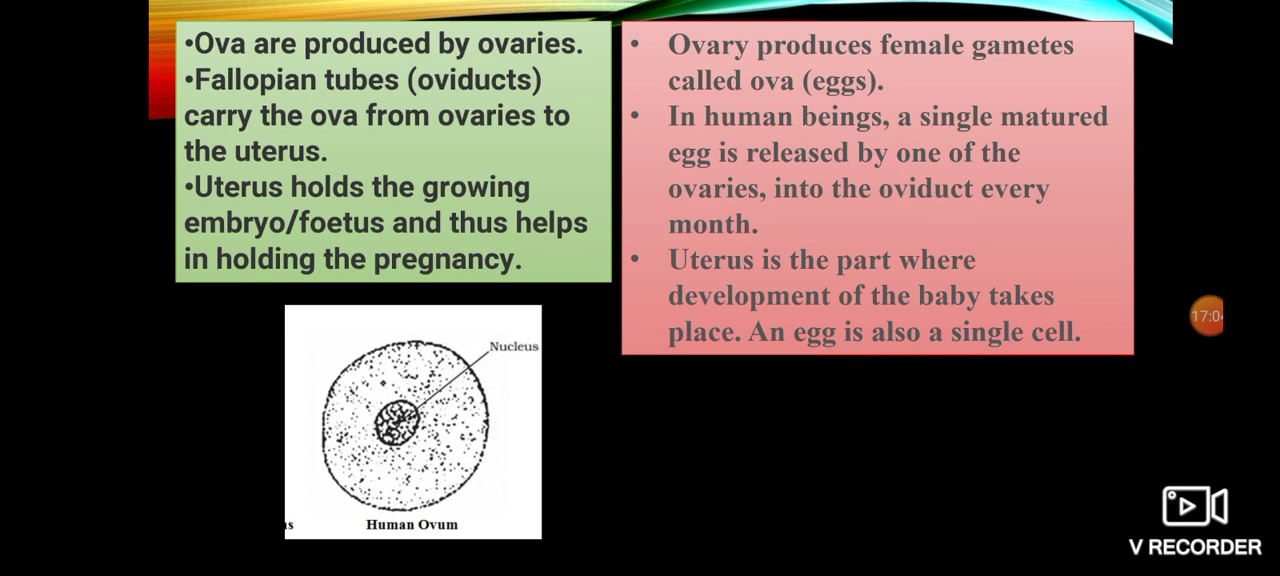 •Ova are produced by ovaries.
•Fallopian tubes (oviducts)
carry the ova from ovaries to
the uterus.
•Uterus holds the growing
embryo/foetus and thus helps
in holding the pregnancy.
• Ovary produces female gametes
called ova (eggs).
• In human beings, a single matured
egg is released by one of the
ovaries, into the oviduct every
month.
• Uterus is the part where
development of the baby takes
place. An egg is also a single cell.
Nucleus
Human Ovum
17:04
V RECORDER